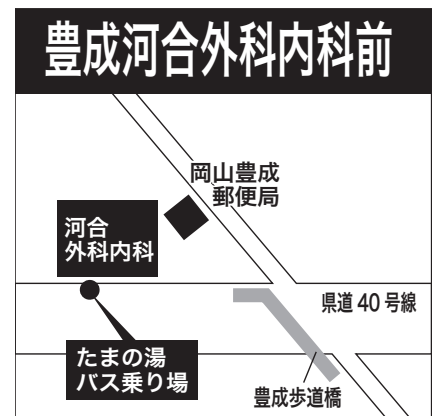 豊成河合外科内科前
岡山豊成
郵便局
河合
外科内科
県道 40 号線
たまの湯
バス乗り場
豊成歩道橋